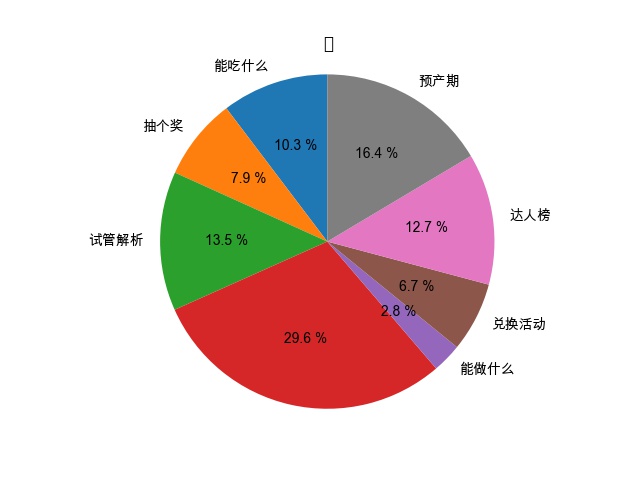 能吃什么
预产期
抽个奖
10.3 %
16.4 %
7.9 %
达人榜
试管解析
13.5 %
12.7 %
6.7 %
2.8 %
兑换活动
29.6 %
能做什么